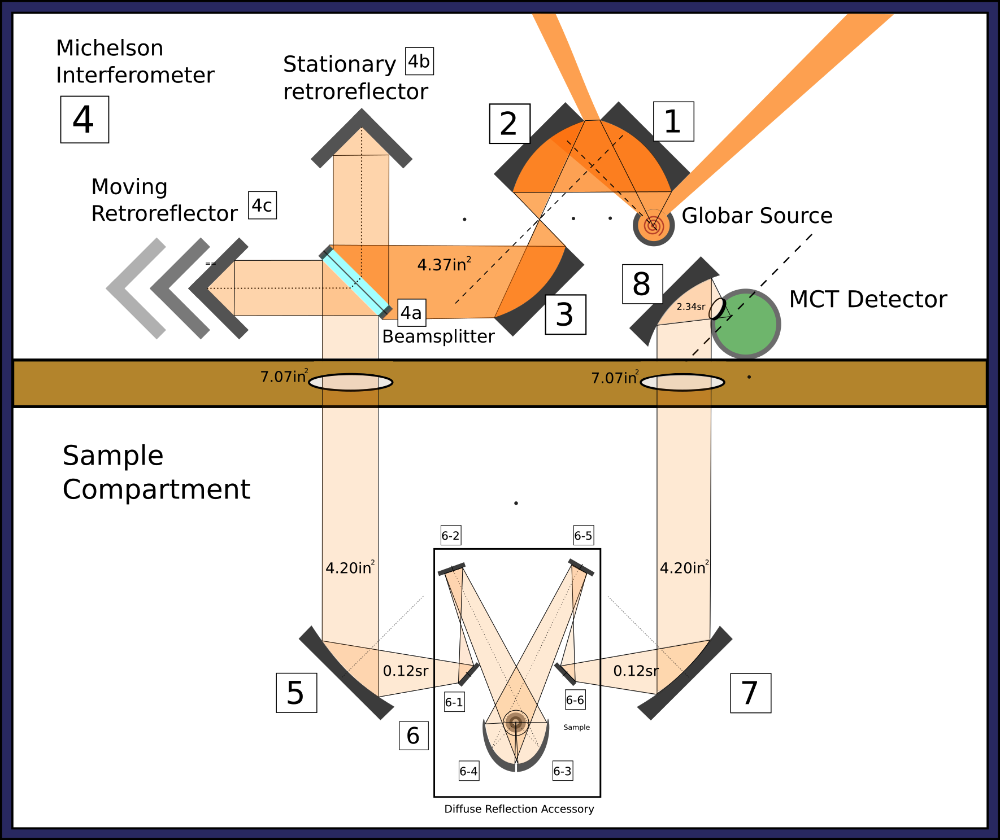 Michelson
Interferometer
4
Stationary 4b
retroreflector
Moving
Retroreflector 4c
==
2
1
Globar Source
4.37in²
8
MCT Detector
2.34sr
4a
3
Beamsplitter
7.07in²
7.07in²
Sample
Compartment
6-2
6-5
4.20in²
4.20in²
0.12sr
0.12sr
5
7
6-1
6-6
6
Sample
6-4
6-3
Diffuse Reflection Accessory